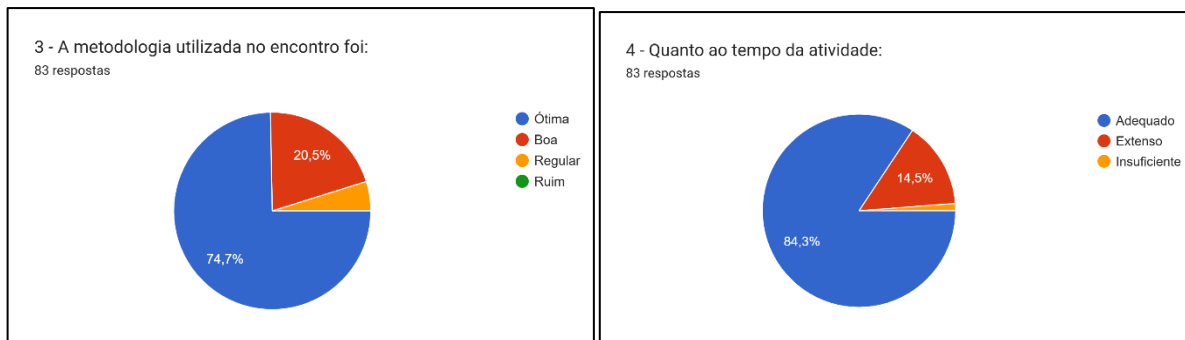 3 - A metodologia utilizada no encontro foi:
83 respostas
Ótima
Boa
Regular
Ruim
20,5%
74,7%
4 - Quanto ao tempo da atividade:
83 respostas
Adequado
Extenso
Insuficiente
14,5%
84,3%